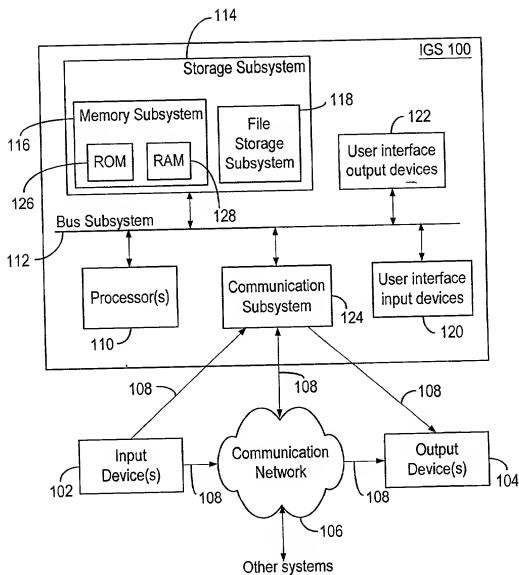 114
IGS 100
Storage Subsystem
118
Memory Subsystem
116
File
Storage
Subsystem
122
ROM
RAM
User interface
output devices
126
128
Bus Subsystem
112
Processor(s)
Communication
Subsystem
User interface
input devices
110
124
120
108
108
108
Input
Device(s)
Communication
Network
Output
Device(s)
102
108
108
104
106
Other systems